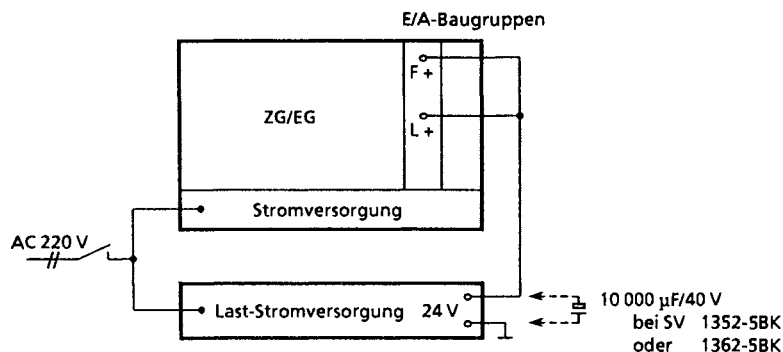 E/A-Baugruppen
F +
ZG/EG
L +
Stromversorgung
AC 220 V
Last-Stromversorgung 24 V
10 000 µF/40 V
bei SV 1352-5BK
oder 1362-5BK